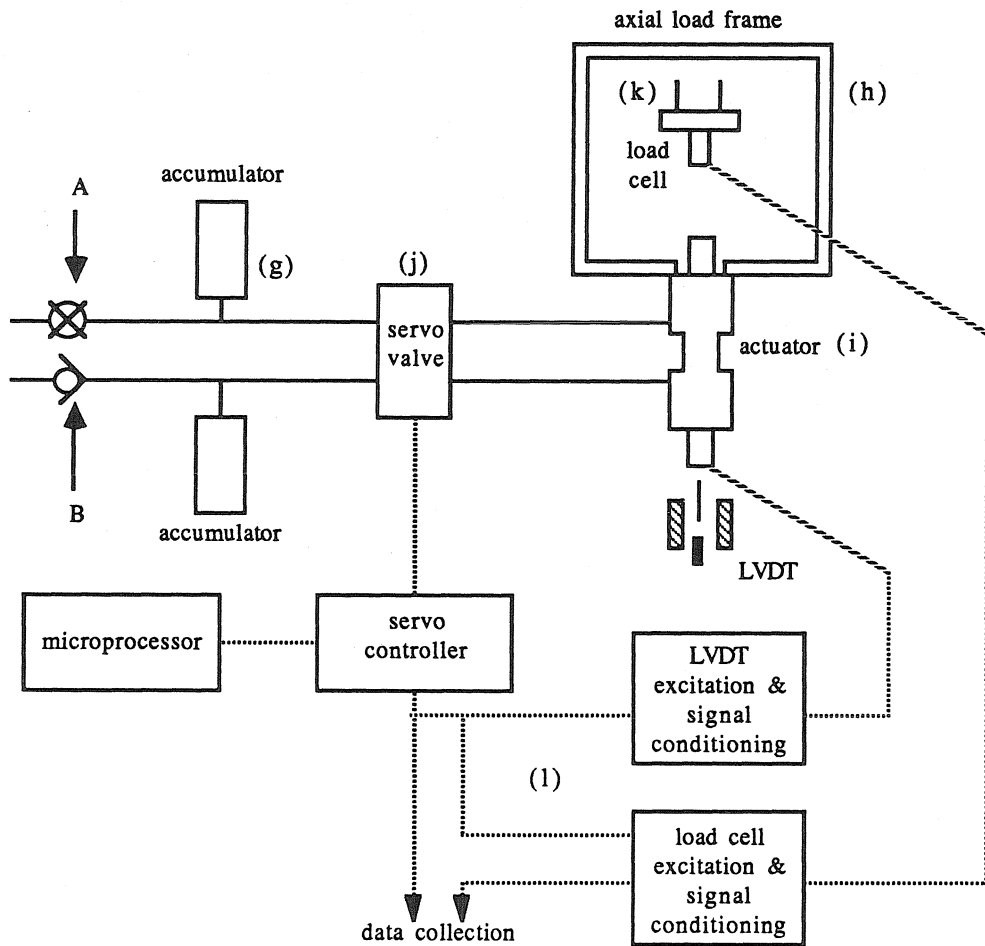 axial load frame
(k)
(h)
load
cell
accumulator
A
(g)
(j)
servo
valve
actuator (i)
B
accumulator
LVDT
microprocessor
servo
controller
LVDT
excitation &
signal
conditioning
(l)
load cell
excitation &
signal
conditioning
data collection